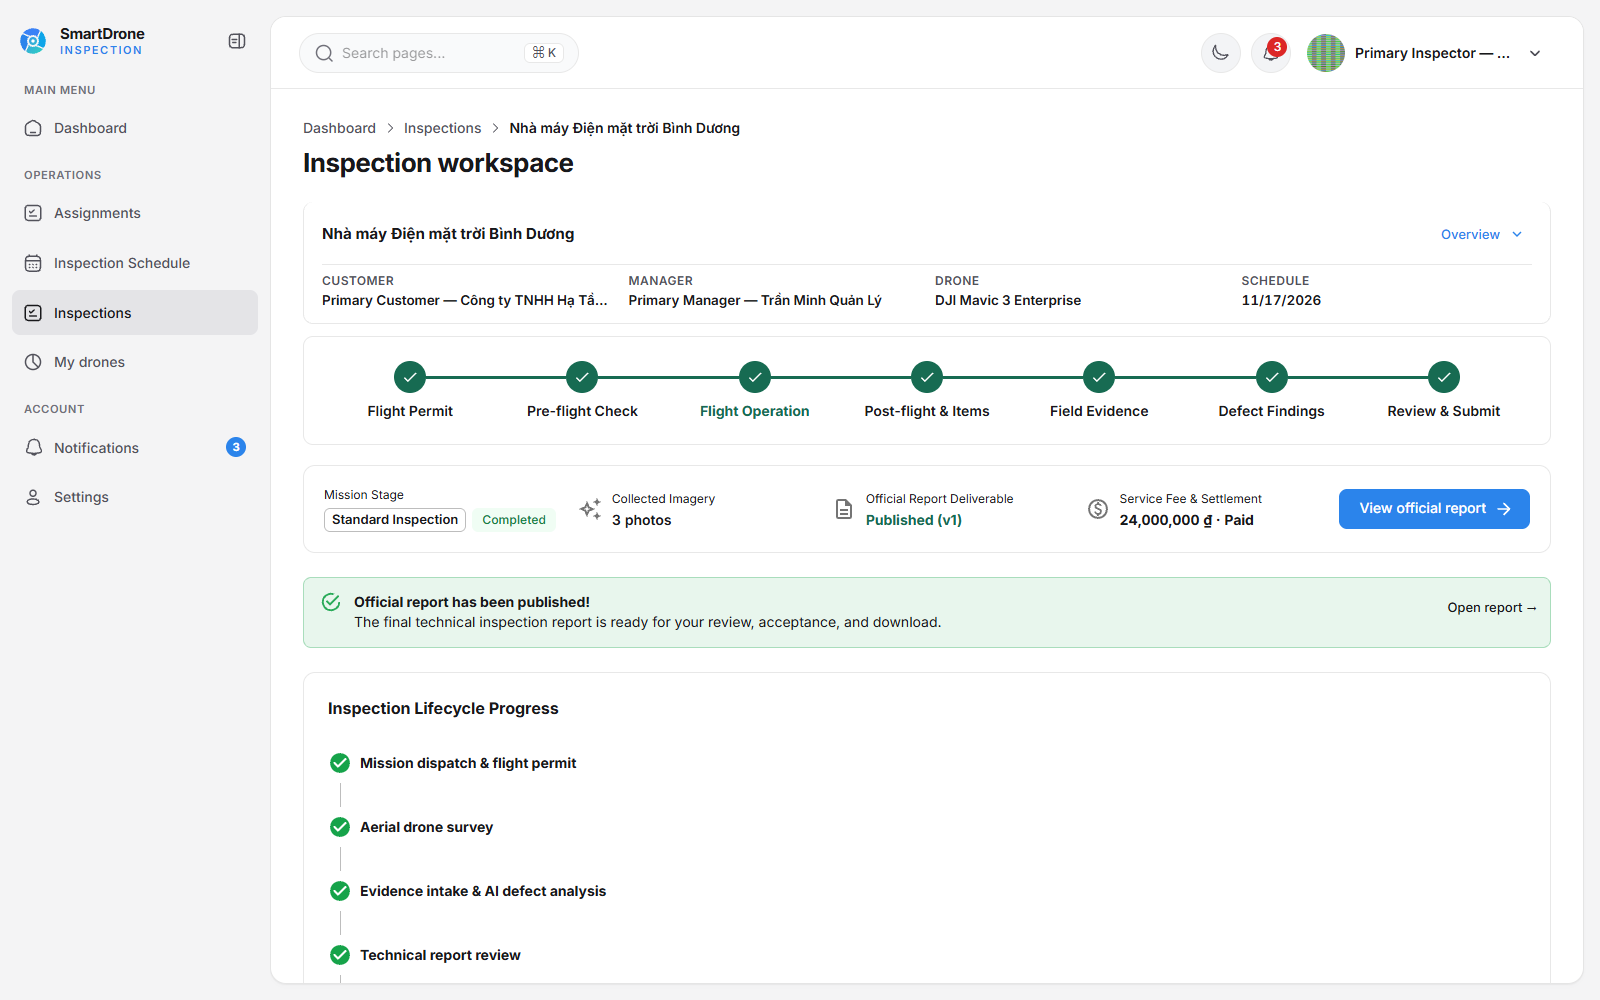 SmartDrone
INSPECTION
MAIN MENU
Dashboard
OPERATIONS
Assignments
Inspection Schedule
Inspections
My drones
ACCOUNT
Notifications
3
Settings
Search pages...
⌘ K
3
Primary Inspector — ...
Dashboard > Inspections > Nhà máy Điện mặt trời Bình Dương
Inspection workspace
Nhà máy Điện mặt trời Bình Dương
Overview
CUSTOMER
Primary Customer — Công ty TNHH Hạ Tầ...
MANAGER
Primary Manager — Trần Minh Quản Lý
DRONE
DJI Mavic 3 Enterprise
SCHEDULE
11/17/2026
Flight Permit
Pre-flight Check
Flight Operation
Post-flight & Items
Field Evidence
Defect Findings
Review & Submit
Mission Stage
Standard Inspection
Completed
Collected Imagery
3 photos
Official Report Deliverable
Published (v1)
Service Fee & Settlement
24,000,000 ₫ · Paid
View official report →
Official report has been published!
The final technical inspection report is ready for your review, acceptance, and download.
Open report →
Inspection Lifecycle Progress
Mission dispatch & flight permit
Aerial drone survey
Evidence intake & AI defect analysis
Technical report review